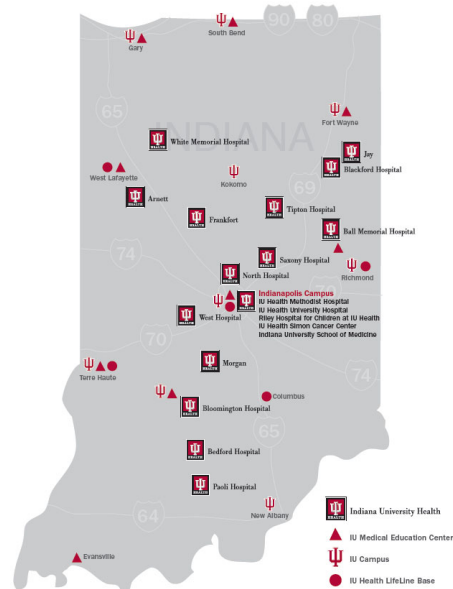 90
80
South Bend
Gary
65
Fort Wayne
INDIANA
White Memorial Hospital
Jay
Blackford Hospital
West Lafayette
Kokomo
69
Arnett
Tipton Hospital
Frankfort
Ball Memorial Hospital
74
Saxony Hospital
Richmond
North Hospital
Indianapolis Campus
IU Health Methodist Hospital
IU Health University Hospital
Riley Hospital for Children at IU Health
IU Health Simon Cancer Center
Indiana University School of Medicine
West Hospital
70
Morgan
74
Terre Haute
Columbus
Bloomington Hospital
65
Bedford Hospital
Paoli Hospital
New Albany
64
Indiana University Health
IU Medical Education Center
IU Campus
IU Health LifeLine Base
Evansville